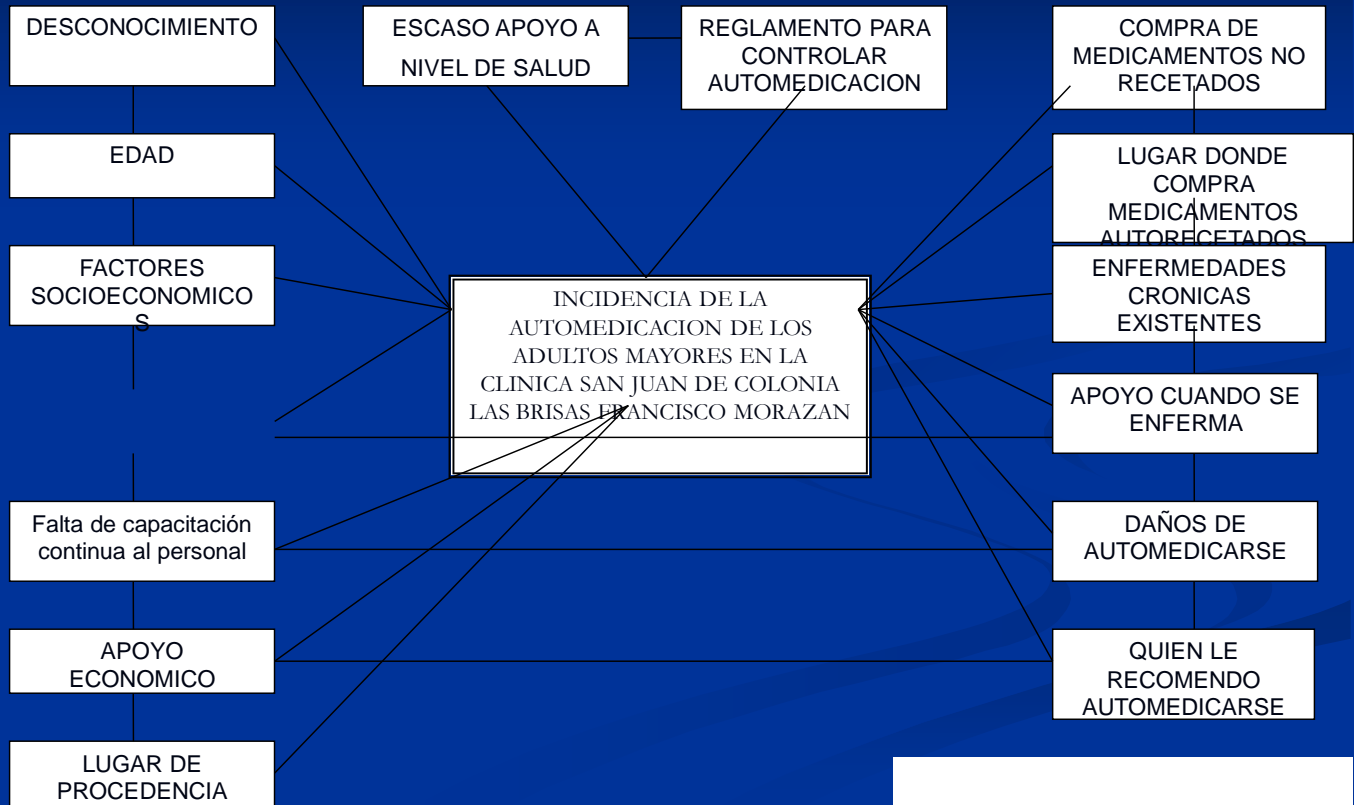 DESCONOCIMIENTO
ESCASO APOYO A
NIVEL DE SALUD
REGLAMENTO PARA
CONTROLAR
AUTOMEDICACION
COMPRA DE
MEDICAMENTOS NO
RECETADOS
EDAD
LUGAR DONDE
COMPRA
MEDICAMENTOS
AUTORECETADOS
FACTORES
SOCIOECONOMICO
S
ENFERMEDADES
CRONICAS
EXISTENTES
INCIDENCIA DE LA
AUTOMEDICACION DE LOS
ADULTOS MAYORES EN LA
CLINICA SAN JUAN DE COLONIA
LAS BRISAS FRANCISCO MORAZAN
APOYO CUANDO SE
ENFERMA
Falta de capacitación
continua al personal
DAÑOS DE
AUTOMEDICARSE
APOYO
ECONOMICO
QUIEN LE
RECOMENDO
AUTOMEDICARSE
LUGAR DE
PROCEDENCIA